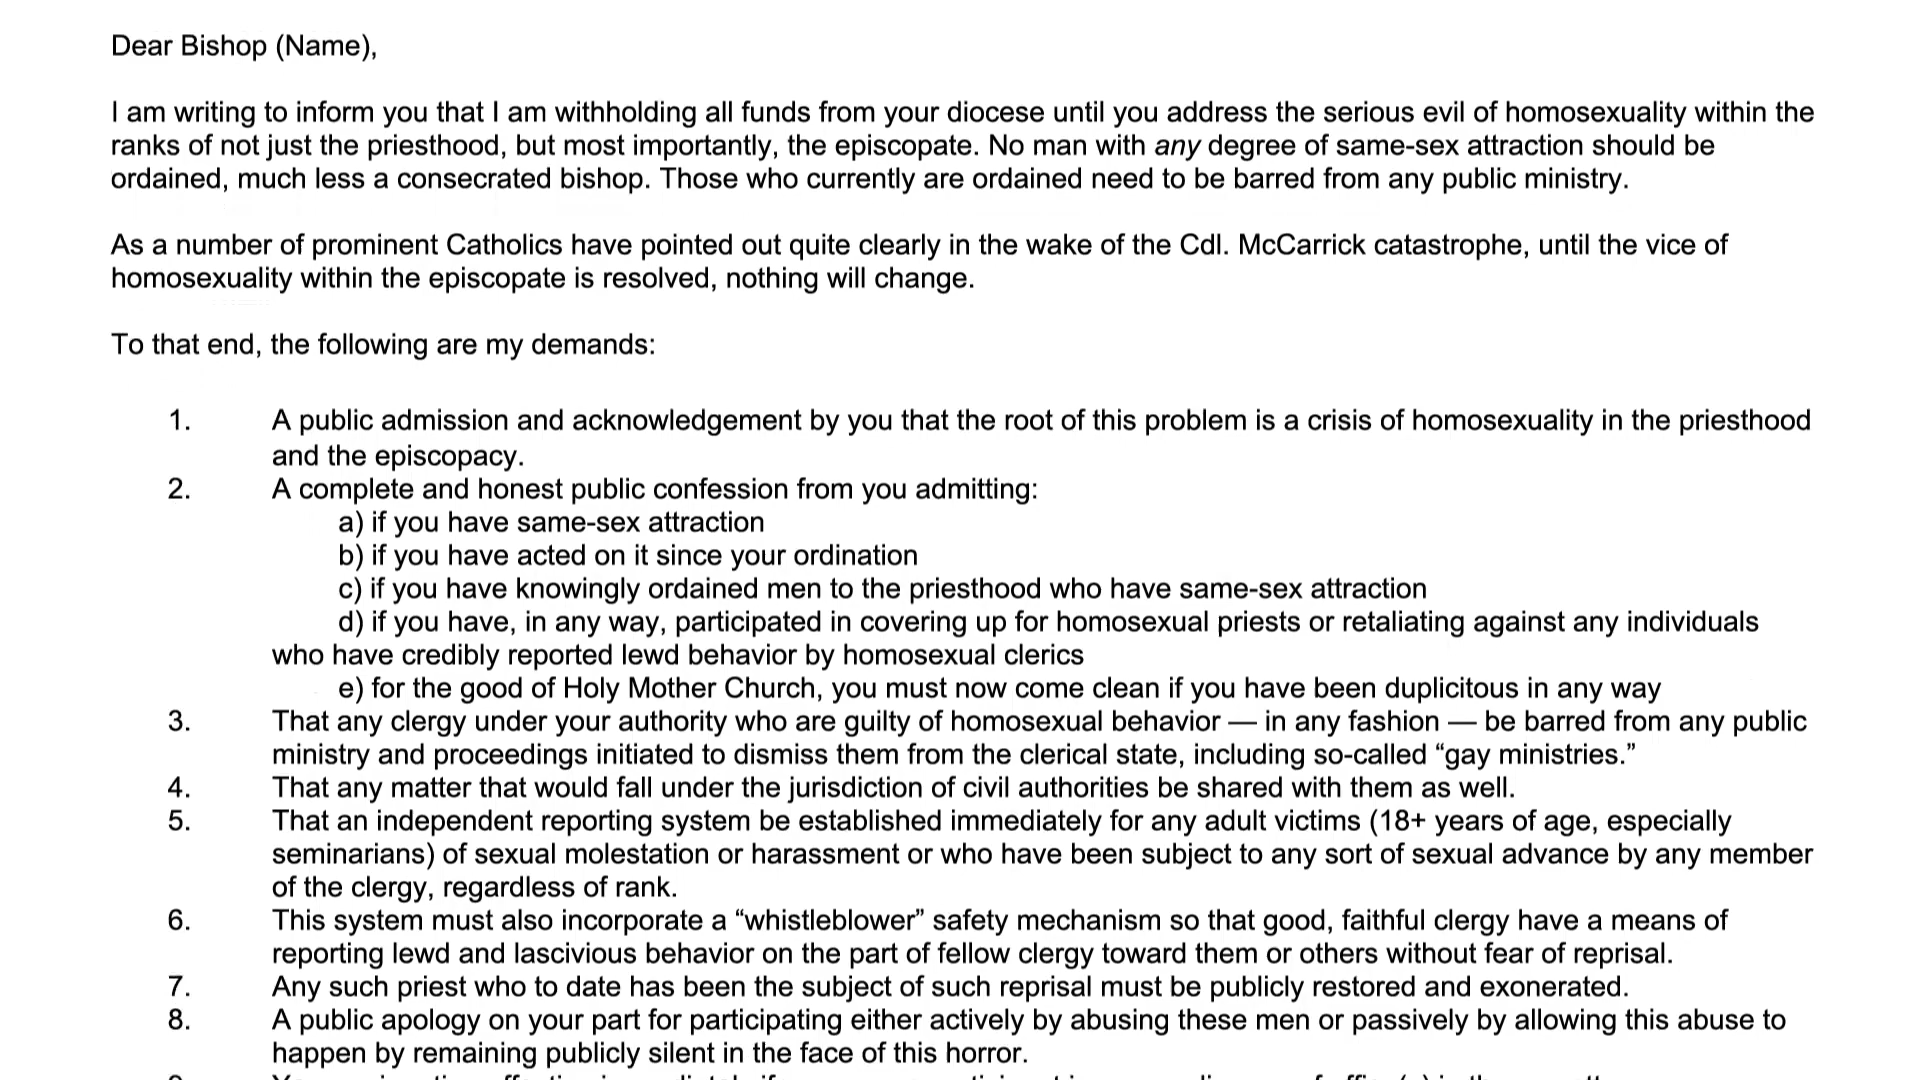 Dear Bishop (Name),
I am writing to inform you that I am withholding all funds from your diocese until you address the serious evil of homosexuality within the
ranks of not just the priesthood, but most importantly, the episcopate. No man with any degree of same-sex attraction should be
ordained, much less a consecrated bishop. Those who currently are ordained need to be barred from any public ministry.
As a number of prominent Catholics have pointed out quite clearly in the wake of the Cdl. McCarrick catastrophe, until the vice of
homosexuality within the episcopate is resolved, nothing will change.
To that end, the following are my demands:
1. A public admission and acknowledgement by you that the root of this problem is a crisis of homosexuality in the priesthood
and the episcopacy.
2. A complete and honest public confession from you admitting:
a) if you have same-sex attraction
b) if you have acted on it since your ordination
c) if you have knowingly ordained men to the priesthood who have same-sex attraction
d) if you have, in any way, participated in covering up for homosexual priests or retaliating against any individuals
who have credibly reported lewd behavior by homosexual clerics
e) for the good of Holy Mother Church, you must now come clean if you have been duplicitous in any way
3. That any clergy under your authority who are guilty of homosexual behavior — in any fashion — be barred from any public
ministry and proceedings initiated to dismiss them from the clerical state, including so-called “gay ministries.”
4. That any matter that would fall under the jurisdiction of civil authorities be shared with them as well.
5. That an independent reporting system be established immediately for any adult victims (18+ years of age, especially
seminarians) of sexual molestation or harassment or who have been subject to any sort of sexual advance by any member
of the clergy, regardless of rank.
6. This system must also incorporate a “whistleblower” safety mechanism so that good, faithful clergy have a means of
reporting lewd and lascivious behavior on the part of fellow clergy toward them or others without fear of reprisal.
7. Any such priest who to date has been the subject of such reprisal must be publicly restored and exonerated.
8. A public apology on your part for participating either actively by abusing these men or passively by allowing this abuse to
happen by remaining publicly silent in the face of this horror.